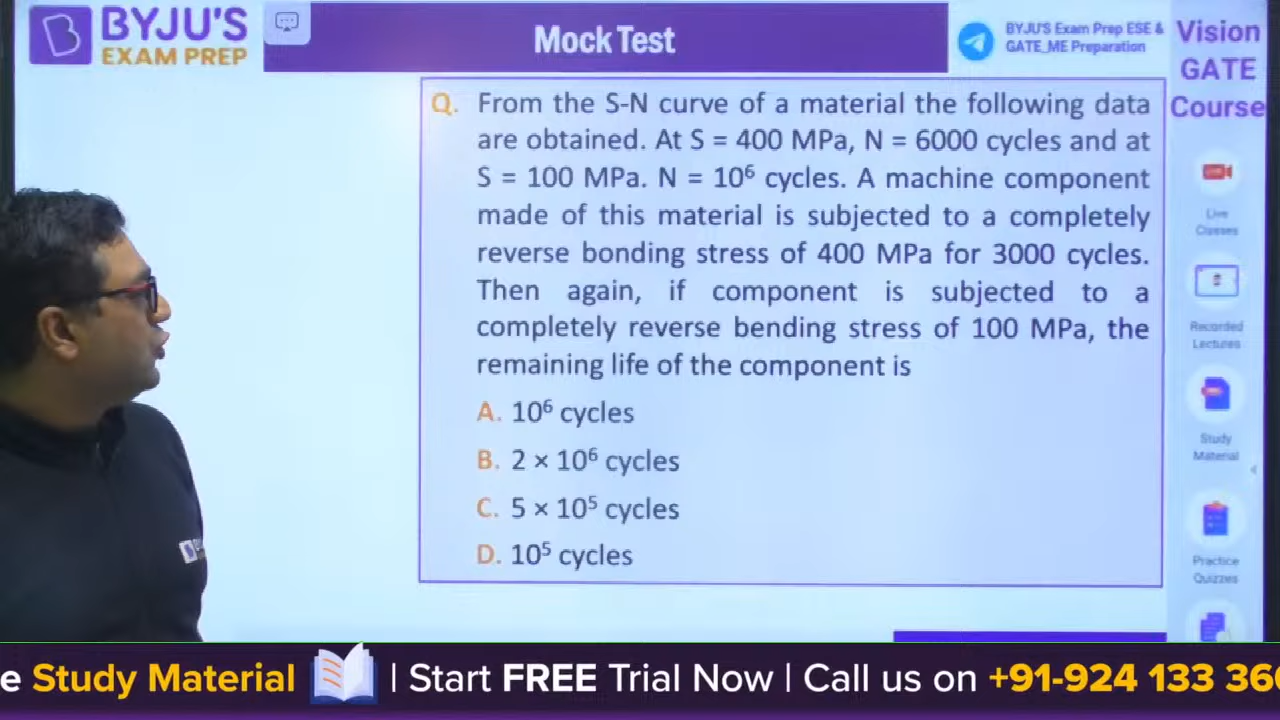 BYJU'S
EXAM PREP
Mock Test
BYJU'S Exam Prep ESE &
GATE_ME Preparation
Vision
GATE
Course
Q. From the S-N curve of a material the following data
are obtained. At S = 400 MPa, N = 6000 cycles and at
S = 100 MPa. N = 10⁶ cycles. A machine component
made of this material is subjected to a completely
reverse bonding stress of 400 MPa for 3000 cycles.
Then again, if component is subjected to a
completely reverse bending stress of 100 MPa, the
remaining life of the component is
A. 10⁶ cycles
B. 2 × 10⁶ cycles
C. 5 × 10⁵ cycles
D. 10⁵ cycles
Live
Classes
Recorded
Lectures
Study
Material
Practice
Quizzes
e Study Material | Start FREE Trial Now | Call us on +91-924 133 36